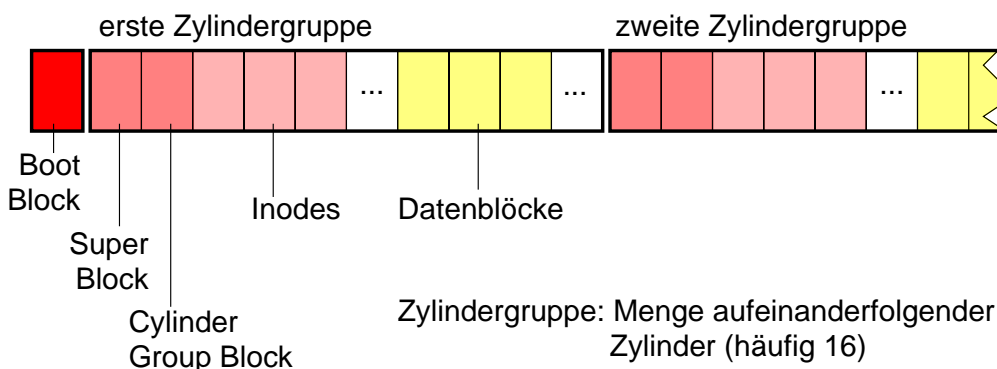 erste Zylindergruppe
zweite Zylindergruppe
...
...
...
Boot
Block
Inodes
Datenblöcke
Super
Block
Cylinder
Group Block
Zylindergruppe: Menge aufeinanderfolgender
Zylinder (häufig 16)